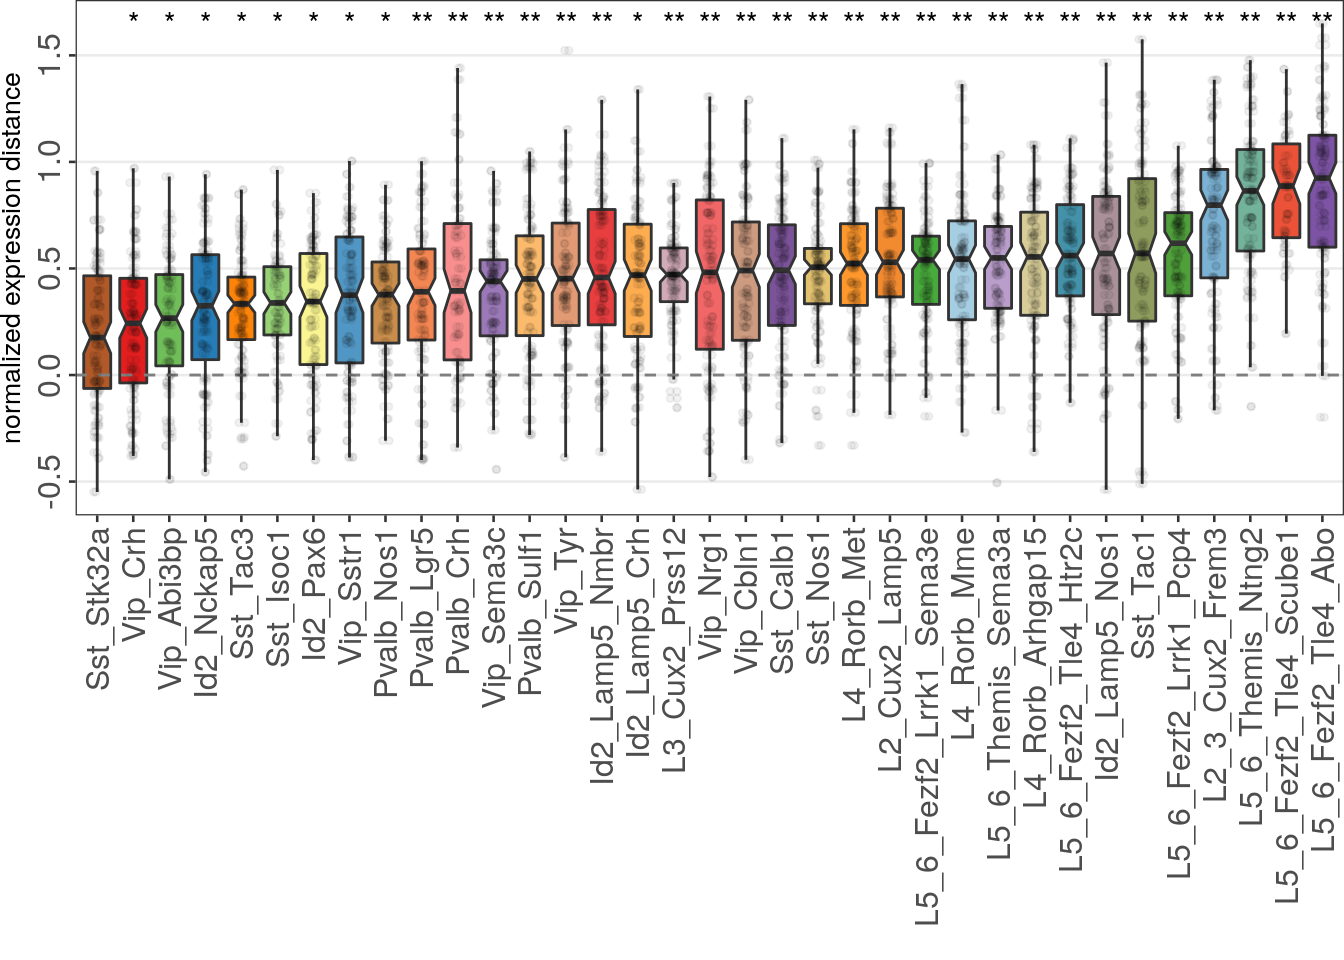 * * * * * * * * ** ** ** ** ** ** * ** ** ** ** ** ** ** ** ** ** ** ** ** ** ** ** ** ** **
normalized expression distance
1.5
1.0
0.5
0.0
-0.5
Sst_Stk32a
Vip_Crh
Vip_Abi3bp
Id2_Nckap5
Sst_Tac3
Sst_Isoc1
Id2_Pax6
Vip_Sstr1
Pvalb_Nos1
Pvalb_Lgr5
Pvalb_Crh
Vip_Sema3c
Pvalb_Sulf1
Vip_Tyr
Id2_Lamp5_Nmbr
Id2_Lamp5_Crh
L3_Cux2_Prss12
Vip_Nrg1
Vip_Cbln1
Sst_Calb1
Sst_Nos1
L4_Rorb_Met
L2_Cux2_Lamp5
L5_6_Fezf2_Lrrk1_Sema3e
L4_Rorb_Mme
L5_6_Themis_Sema3a
L4_Rorb_Arhgap15
L5_6_Fezf2_Tle4_Htr2c
Id2_Lamp5_Nos1
Sst_Tac1
L5_6_Fezf2_Lrrk1_Pcp4
L2_3_Cux2_Frem3
L5_6_Themis_Ntng2
L5_6_Fezf2_Tle4_Scube1
L5_6_Fezf2_Tle4_Abo